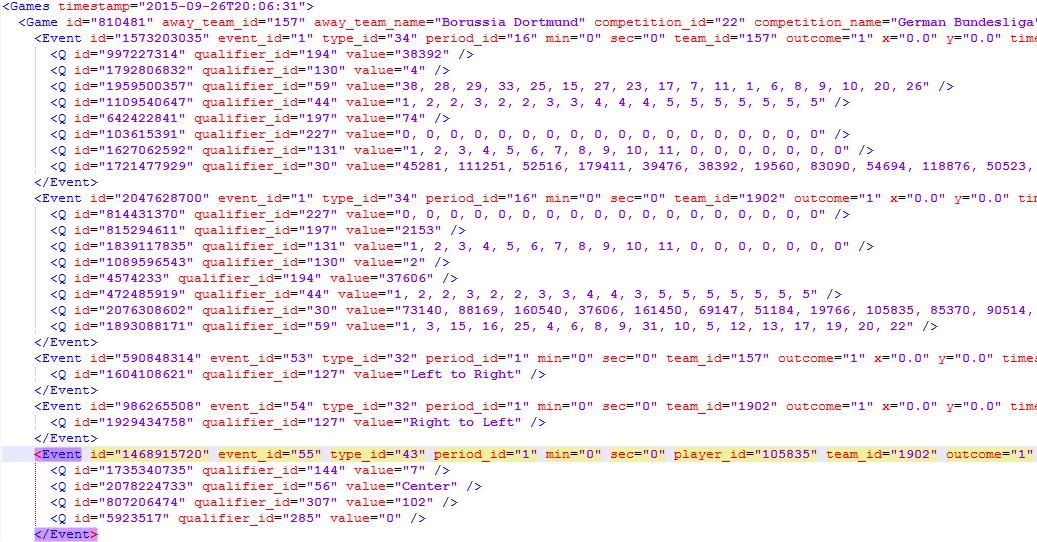 <Games timestamp="2015-09-26T20:06:31">
<Game id="810481" away_team_id="157" away_team_name="Borussia Dortmund" competition_id="22" competition_name="German Bundesliga"
<Event id="1573203035" event_id="1" type_id="34" period_id="16" min="0" sec="0" team_id="157" outcome="1" x="0.0" y="0.0" time
<Q id="997227314" qualifier_id="194" value="38392" />
<Q id="1792806832" qualifier_id="130" value="4" />
<Q id="1959500357" qualifier_id="59" value="38, 28, 29, 33, 25, 15, 27, 23, 17, 7, 11, 1, 6, 8, 9, 10, 20, 26" />
<Q id="1109540647" qualifier_id="44" value="1, 2, 2, 3, 2, 2, 3, 3, 4, 4, 4, 5, 5, 5, 5, 5, 5, 5" />
<Q id="642422841" qualifier_id="197" value="74" />
<Q id="103615391" qualifier_id="227" value="0, 0, 0, 0, 0, 0, 0, 0, 0, 0, 0, 0, 0, 0, 0, 0, 0, 0" />
<Q id="1627062592" qualifier_id="131" value="1, 2, 3, 4, 5, 6, 7, 8, 9, 10, 11, 0, 0, 0, 0, 0, 0, 0" />
<Q id="1721477929" qualifier_id="30" value="45281, 111251, 52516, 179411, 39476, 38392, 19560, 83090, 54694, 118876, 50523,
</Event>
<Event id="2047628700" event_id="1" type_id="34" period_id="16" min="0" sec="0" team_id="1902" outcome="1" x="0.0" y="0.0" tim
<Q id="814431370" qualifier_id="227" value="0, 0, 0, 0, 0, 0, 0, 0, 0, 0, 0, 0, 0, 0, 0, 0, 0, 0" />
<Q id="815294611" qualifier_id="197" value="2153" />
<Q id="1839117835" qualifier_id="131" value="1, 2, 3, 4, 5, 6, 7, 8, 9, 10, 11, 0, 0, 0, 0, 0, 0, 0" />
<Q id="1089596543" qualifier_id="130" value="2" />
<Q id="4574233" qualifier_id="194" value="37606" />
<Q id="472485919" qualifier_id="44" value="1, 2, 2, 3, 2, 2, 3, 3, 4, 4, 3, 5, 5, 5, 5, 5, 5, 5" />
<Q id="2076308602" qualifier_id="30" value="73140, 88169, 160540, 37606, 161450, 69147, 51184, 19766, 105835, 85370, 90514,
<Q id="1893088171" qualifier_id="59" value="1, 3, 15, 16, 25, 4, 6, 8, 9, 31, 10, 5, 12, 13, 17, 19, 20, 22" />
</Event>
<Event id="590848314" event_id="53" type_id="32" period_id="1" min="0" sec="0" team_id="157" outcome="1" x="0.0" y="0.0" times
<Q id="1604108621" qualifier_id="127" value="Left to Right" />
</Event>
<Event id="986265508" event_id="54" type_id="32" period_id="1" min="0" sec="0" team_id="1902" outcome="1" x="0.0" y="0.0" time
<Q id="1929434758" qualifier_id="127" value="Right to Left" />
</Event>
<Event id="1468915720" event_id="55" type_id="43" period_id="1" min="0" sec="0" player_id="105835" team_id="1902" outcome="1"
<Q id="1735340735" qualifier_id="144" value="7" />
<Q id="2078224733" qualifier_id="56" value="Center" />
<Q id="807206474" qualifier_id="307" value="102" />
<Q id="5923517" qualifier_id="285" value="0" />
</Event>